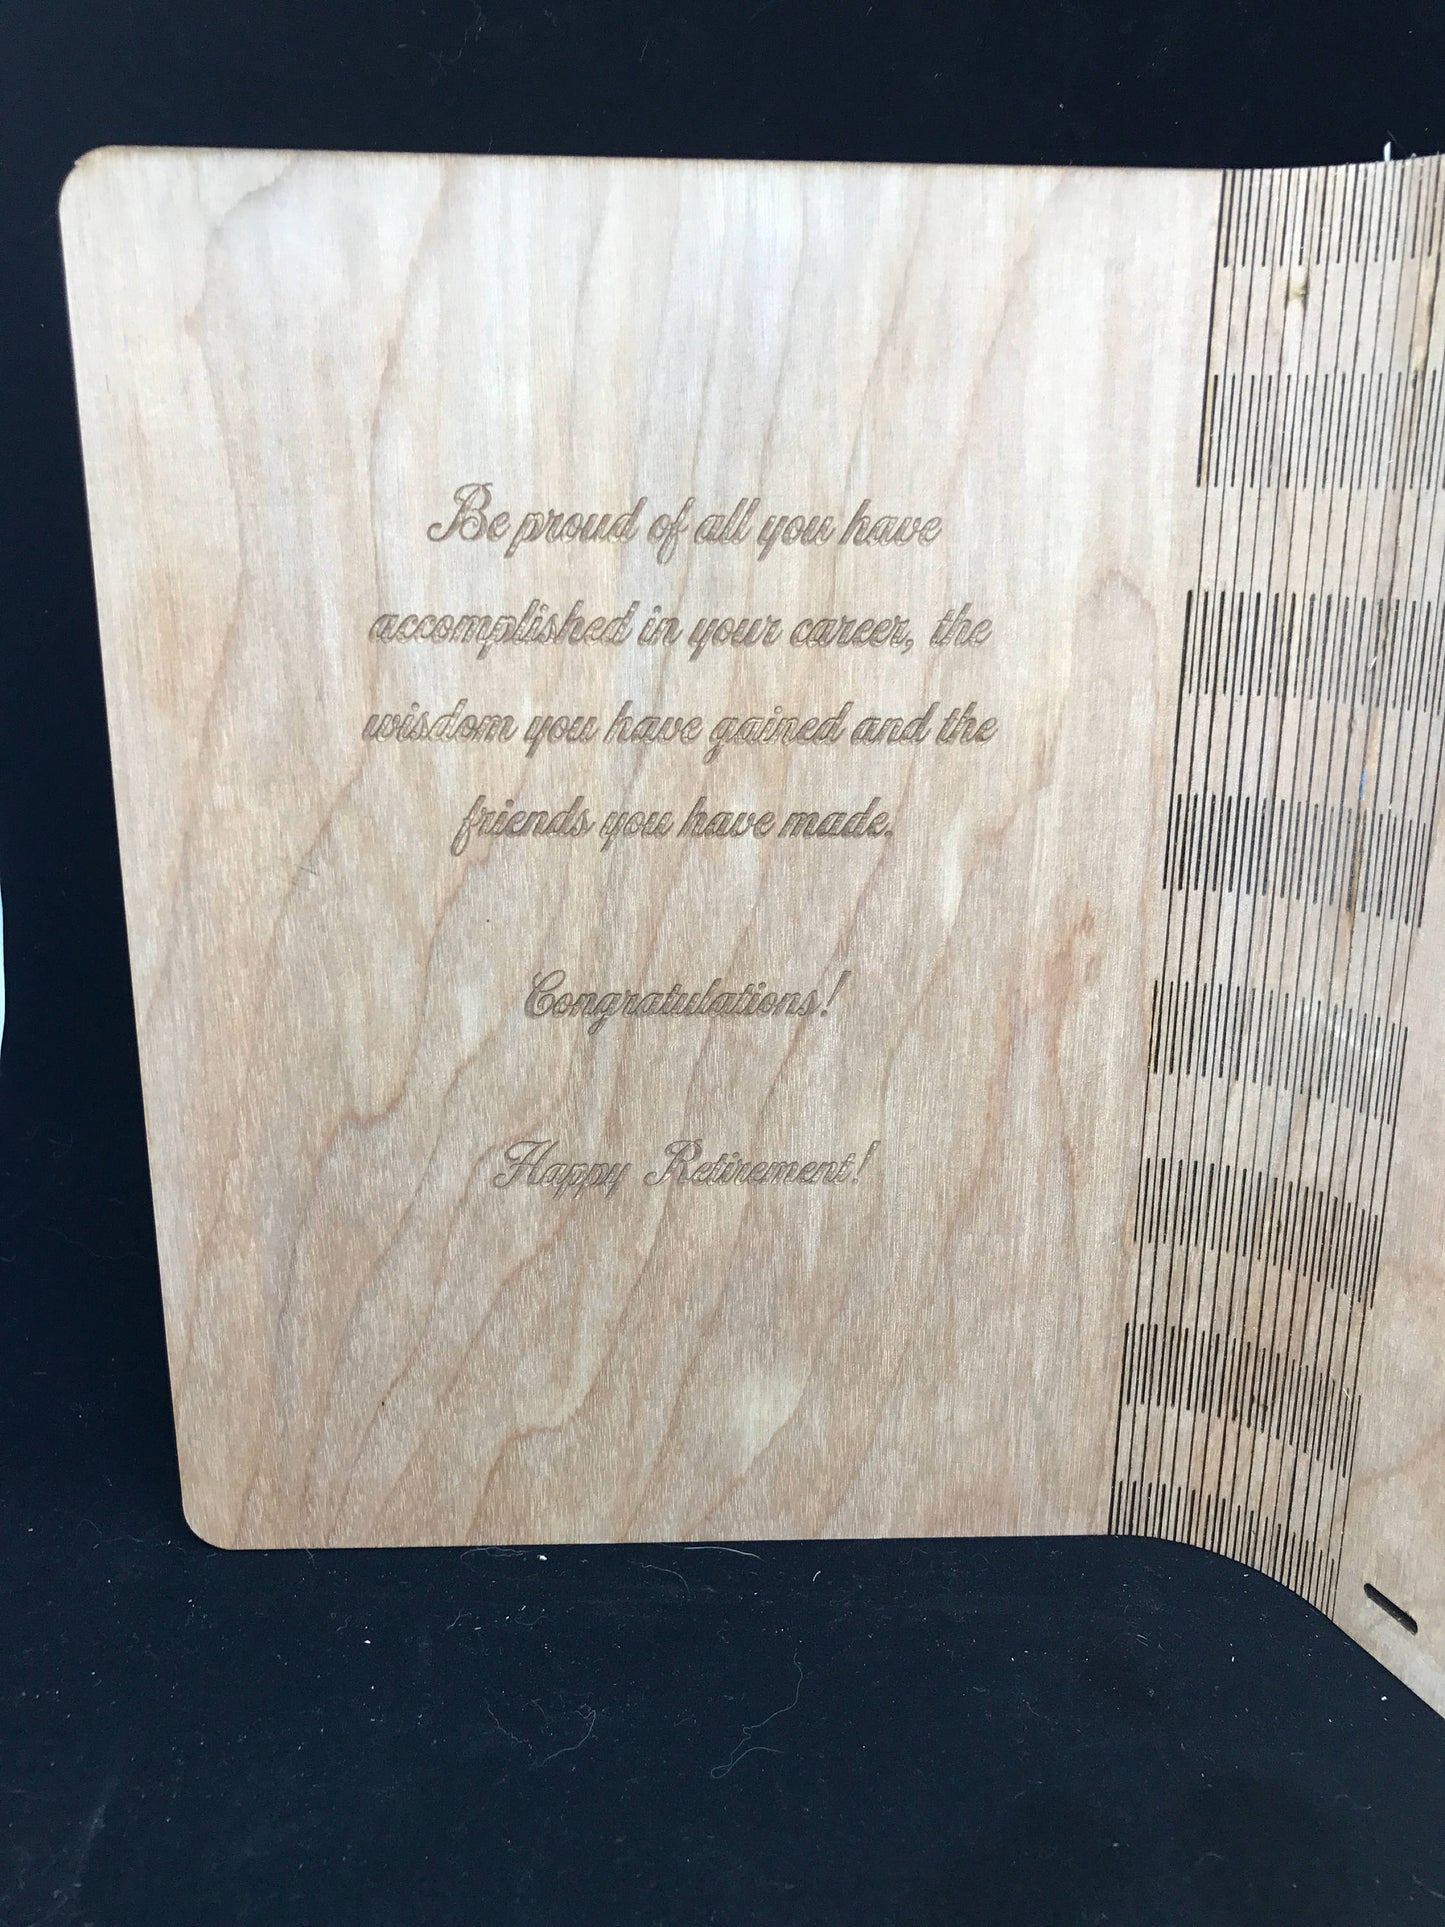 Be proud of all you have
accomplished in your career, the
wisdom you have gained and the
friends you have made.
Congratulations!
Happy Retirement!